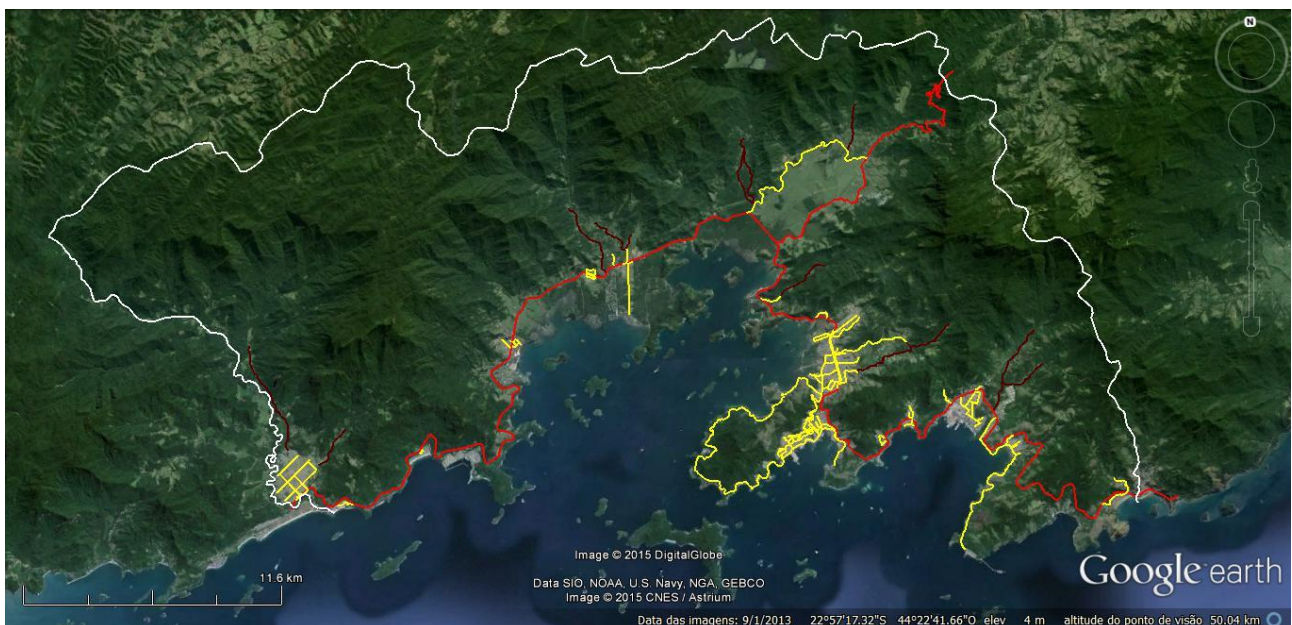 N
11.6 km
Image © 2015 DigitalGlobe
Data SIO, NOAA, U.S. Navy, NGA, GEBCO
Image © 2015 CNES / Astrium
Google earth
Data das imagens: 9/1/2013 22°57'17.32"S 44°22'41.66"O elev 4 m altitude do ponto de visão 50.04 km